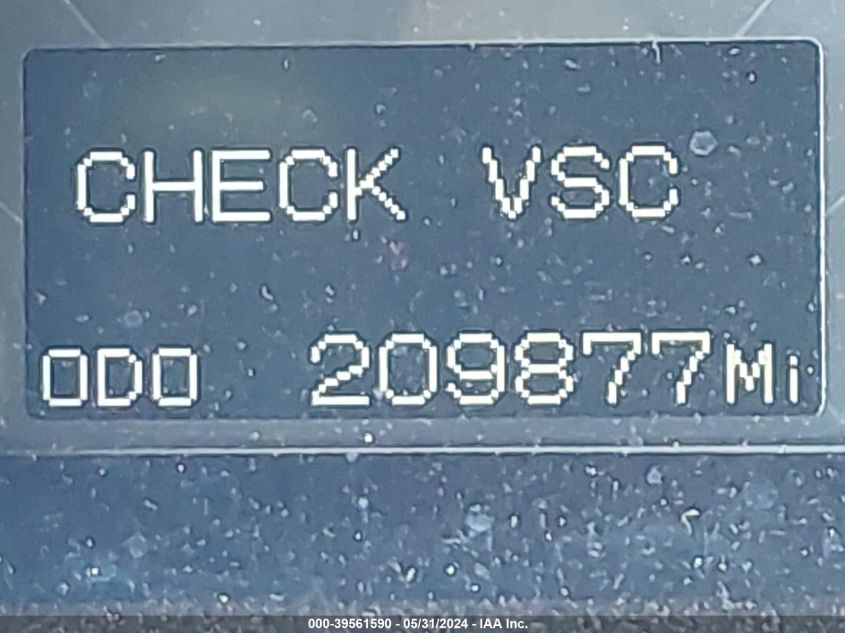 CHECK VSC
ODO 209877Mi
000-39561590 - 05/31/2024 - IAA Inc.